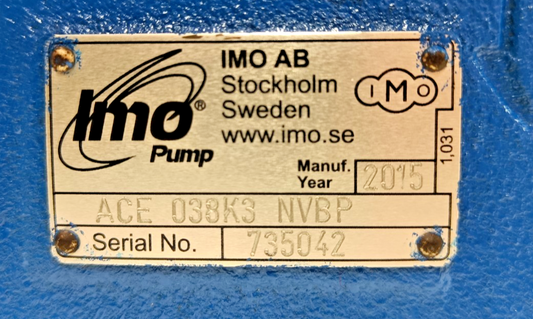 Imo®
Pump
IMO AB
Stockholm
Sweden
www.imo.se
IMO
1,031
Manuf.
Year
2015
ACE 038K3 NVBP
Serial No.
735042